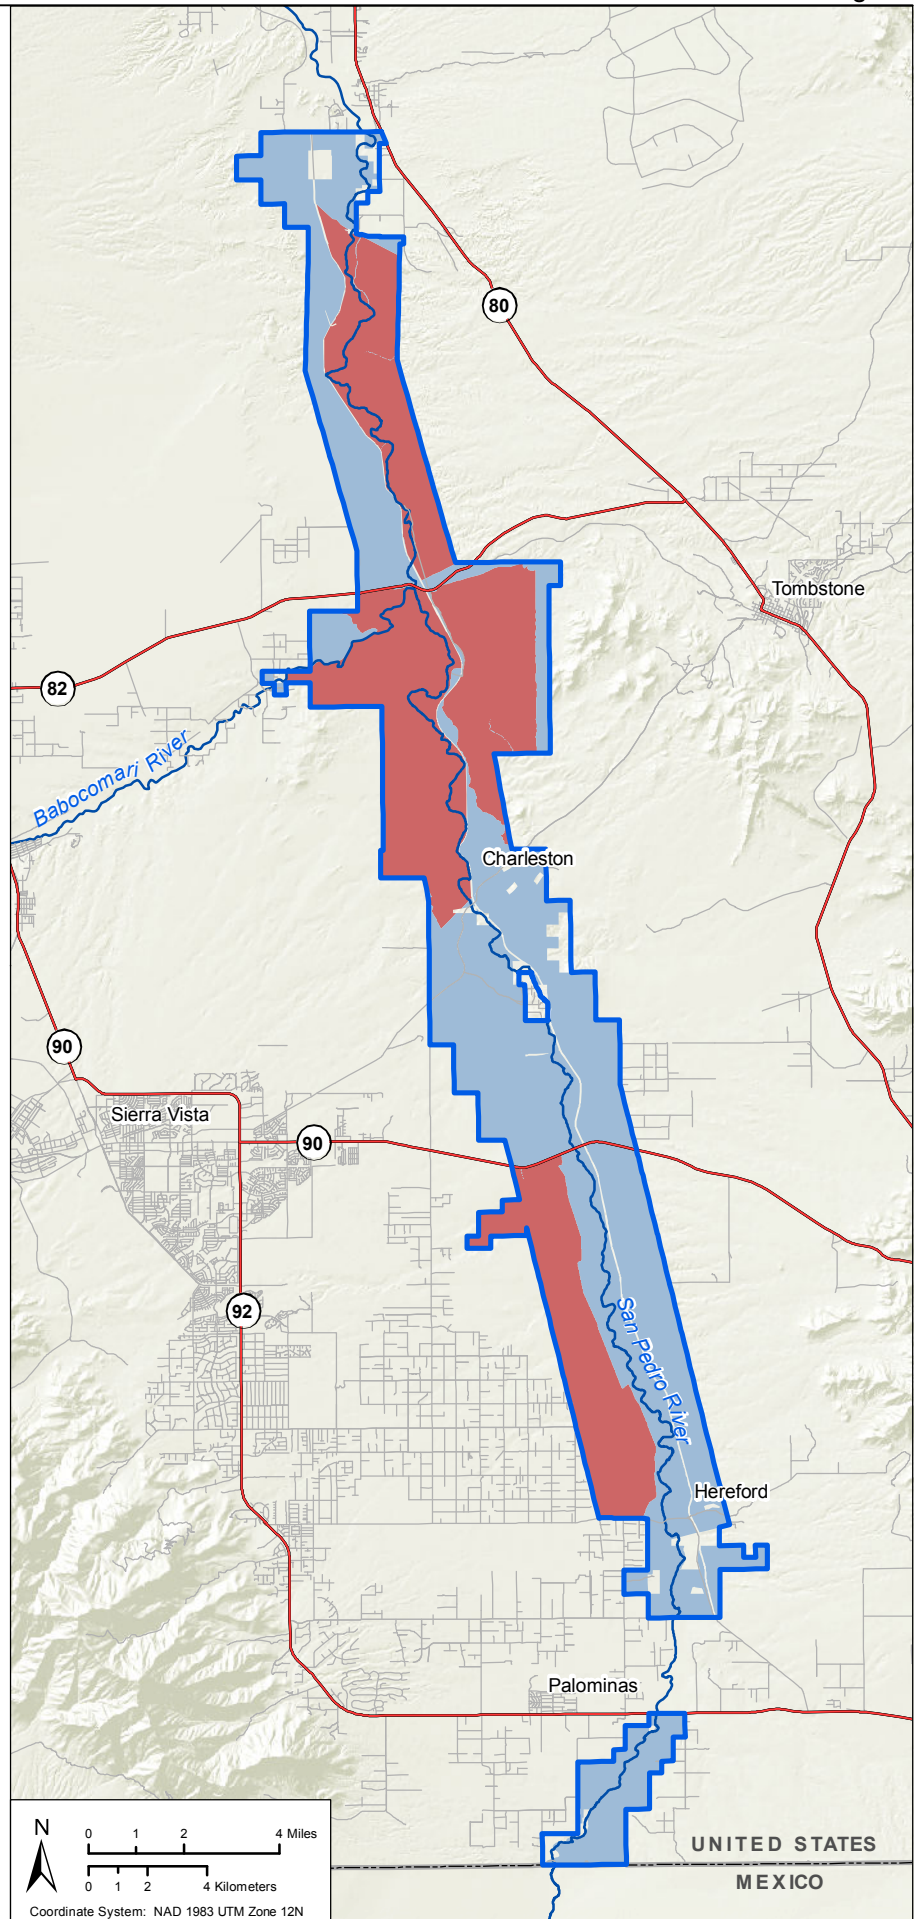 80
Tombstone
82
Babocomari River
Charleston
90
Sierra Vista
90
92
San Pedro River
Hereford
Palominas
UNITED STATES
MEXICO
N
0 1 2 4 Miles
0 1 2 4 Kilometers
Coordinate System: NAD 1983 UTM Zone 12N